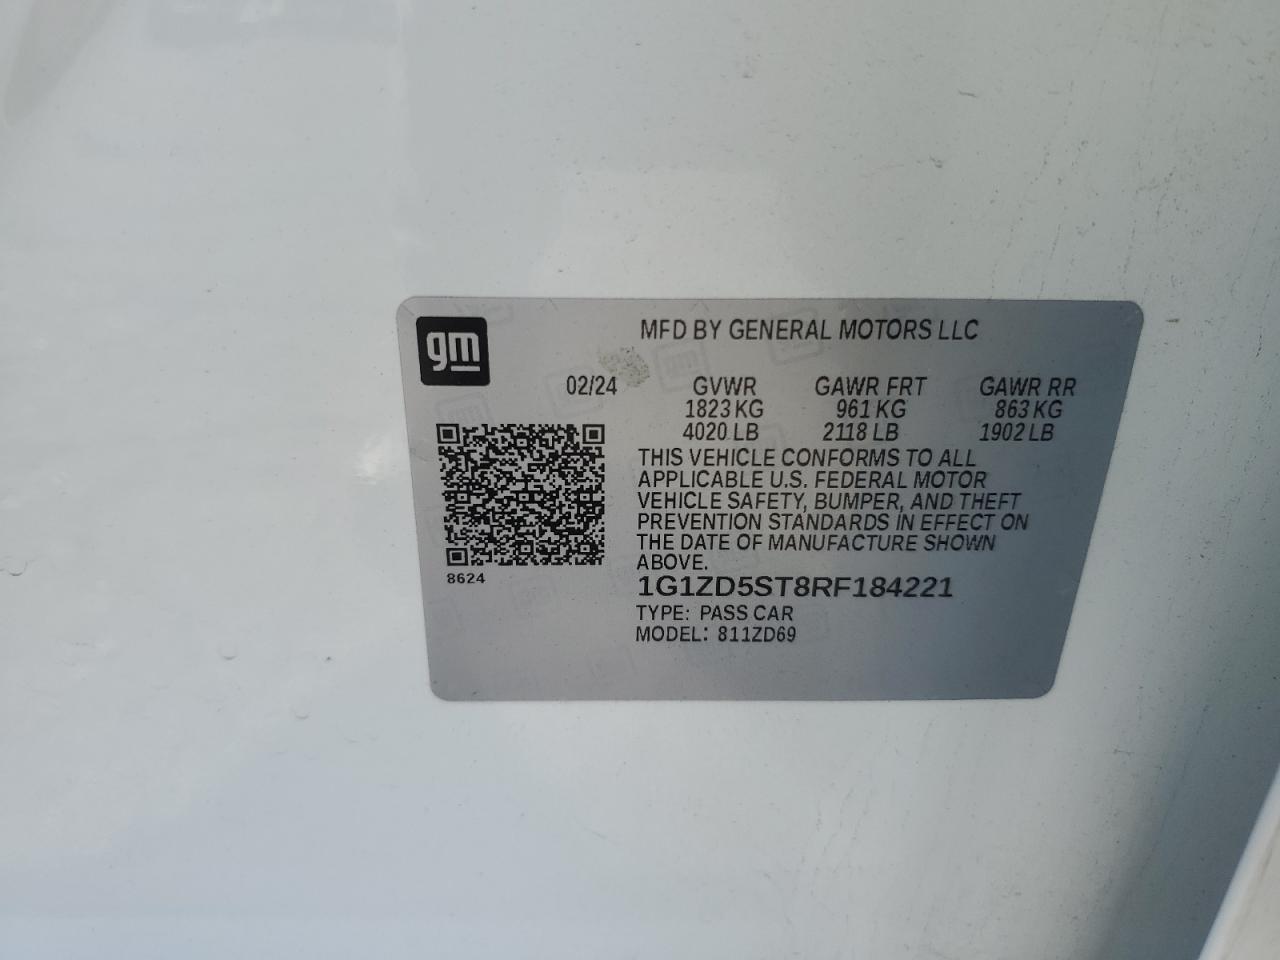 gm
MFD BY GENERAL MOTORS LLC
02/24 GVWR GAWR FRT GAWR RR
1823 KG 961 KG 863 KG
4020 LB 2118 LB 1902 LB
THIS VEHICLE CONFORMS TO ALL
APPLICABLE U.S. FEDERAL MOTOR
VEHICLE SAFETY, BUMPER, AND THEFT
PREVENTION STANDARDS IN EFFECT ON
THE DATE OF MANUFACTURE SHOWN
ABOVE.
8624
1G1ZD5ST8RF184221
TYPE: PASS CAR
MODEL: 811ZD69